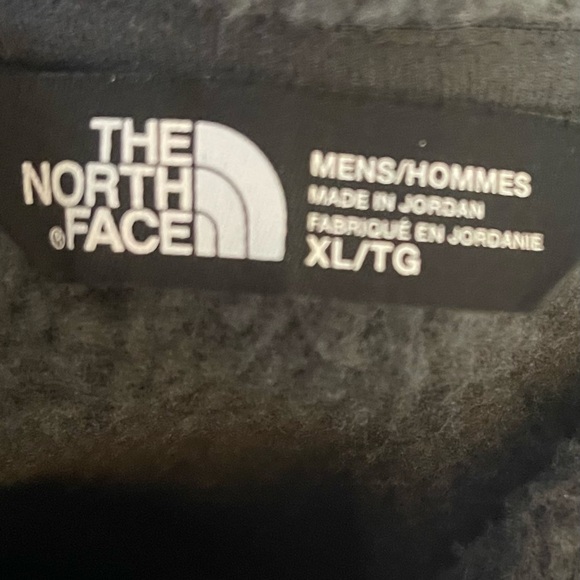 THE
NORTH
®FACE
MENS/HOMMES
MADE IN JORDAN
FABRIQUÉ EN JORDANIE
XL/TG